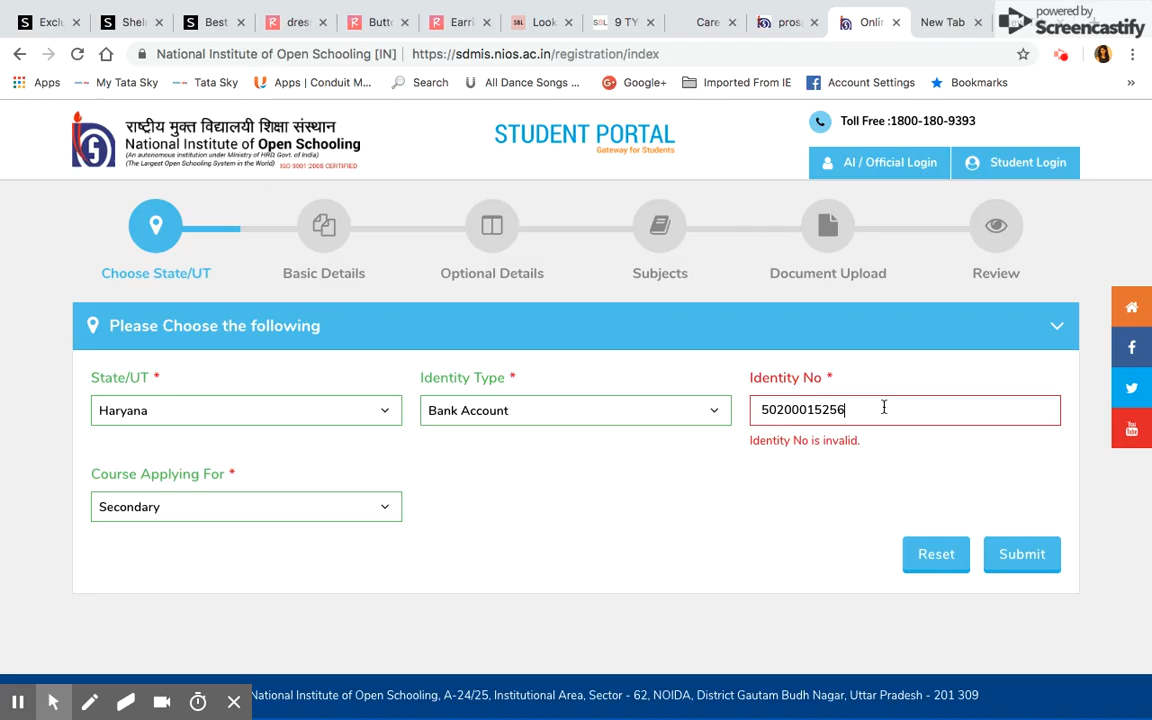 Exclu
Shei
Best
dres
Butt
Earri
Look
9 TY
Care
pros
Onlin
New Tab
powered by
Screencastify
National Institute of Open Schooling [IN] https://sdmis.nios.ac.in/registration/index
Apps
My Tata Sky
Tata Sky
Apps | Conduit M...
Search
All Dance Songs ...
Google+
Imported From IE
Account Settings
Bookmarks
»
राष्ट्रीय मुक्त विद्यालयी शिक्षा संस्थान
National Institute of Open Schooling
(An autonomous institution under Ministry of HRD, Govt. of India)
(The Largest Open Schooling System in the World)
ISO 9001 2008 CERTIFIED
STUDENT PORTAL
Gateway for Students
Toll Free :1800-180-9393
AI / Official Login
Student Login
Choose State/UT
Basic Details
Optional Details
Subjects
Document Upload
Review
Please Choose the following
State/UT *
Identity Type *
Identity No *
Haryana
Bank Account
50200015256
Identity No is invalid.
Course Applying For *
Secondary
Reset
Submit
National Institute of Open Schooling, A-24/25, Institutional Area, Sector - 62, NOIDA, District Gautam Budh Nagar, Uttar Pradesh - 201 309